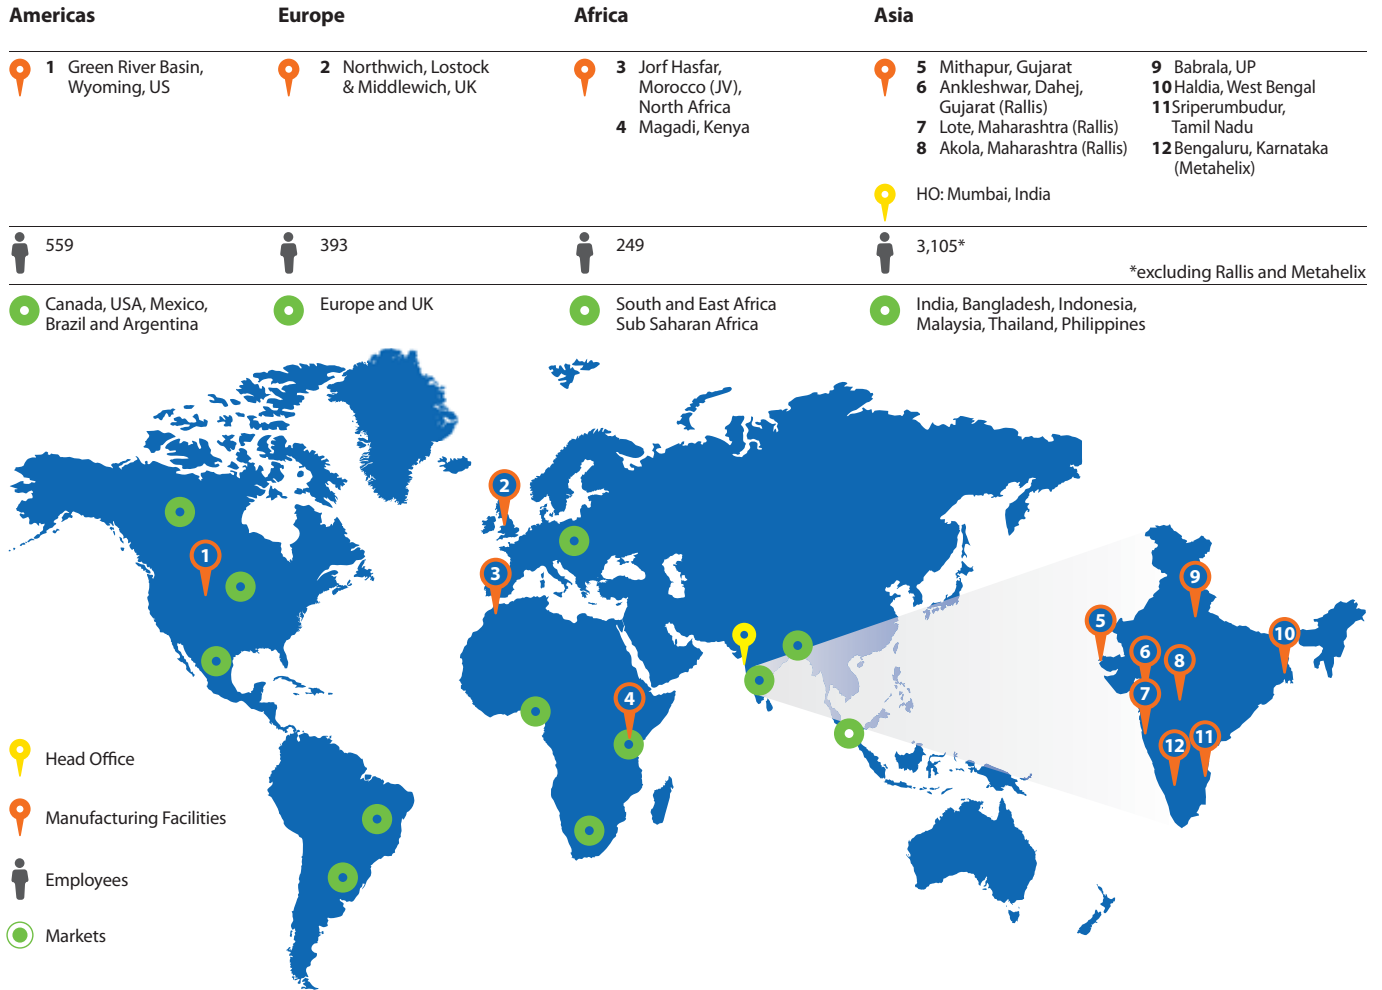 Americas
Europe
Africa
Asia
1 Green River Basin,
Wyoming, US
2 Northwich, Lostock
& Middlewich, UK
3 Jorf Hasfar,
Morocco (JV),
North Africa
4 Magadi, Kenya
5 Mithapur, Gujarat
6 Ankleshwar, Dahej,
Gujarat (Rallis)
7 Lote, Maharashtra (Rallis)
8 Akola, Maharashtra (Rallis)
9 Babrala, UP
10 Haldia, West Bengal
11 Sriperumbudur,
Tamil Nadu
12 Bengaluru, Karnataka
(Metahelix)
HO: Mumbai, India
559
393
249
3,105*
*excluding Rallis and Metahelix
Canada, USA, Mexico,
Brazil and Argentina
Europe and UK
South and East Africa
Sub Saharan Africa
India, Bangladesh, Indonesia,
Malaysia, Thailand, Philippines
2
1
3
9
5
10
6
8
4
7
11
12
Head Office
Manufacturing Facilities
Employees
Markets